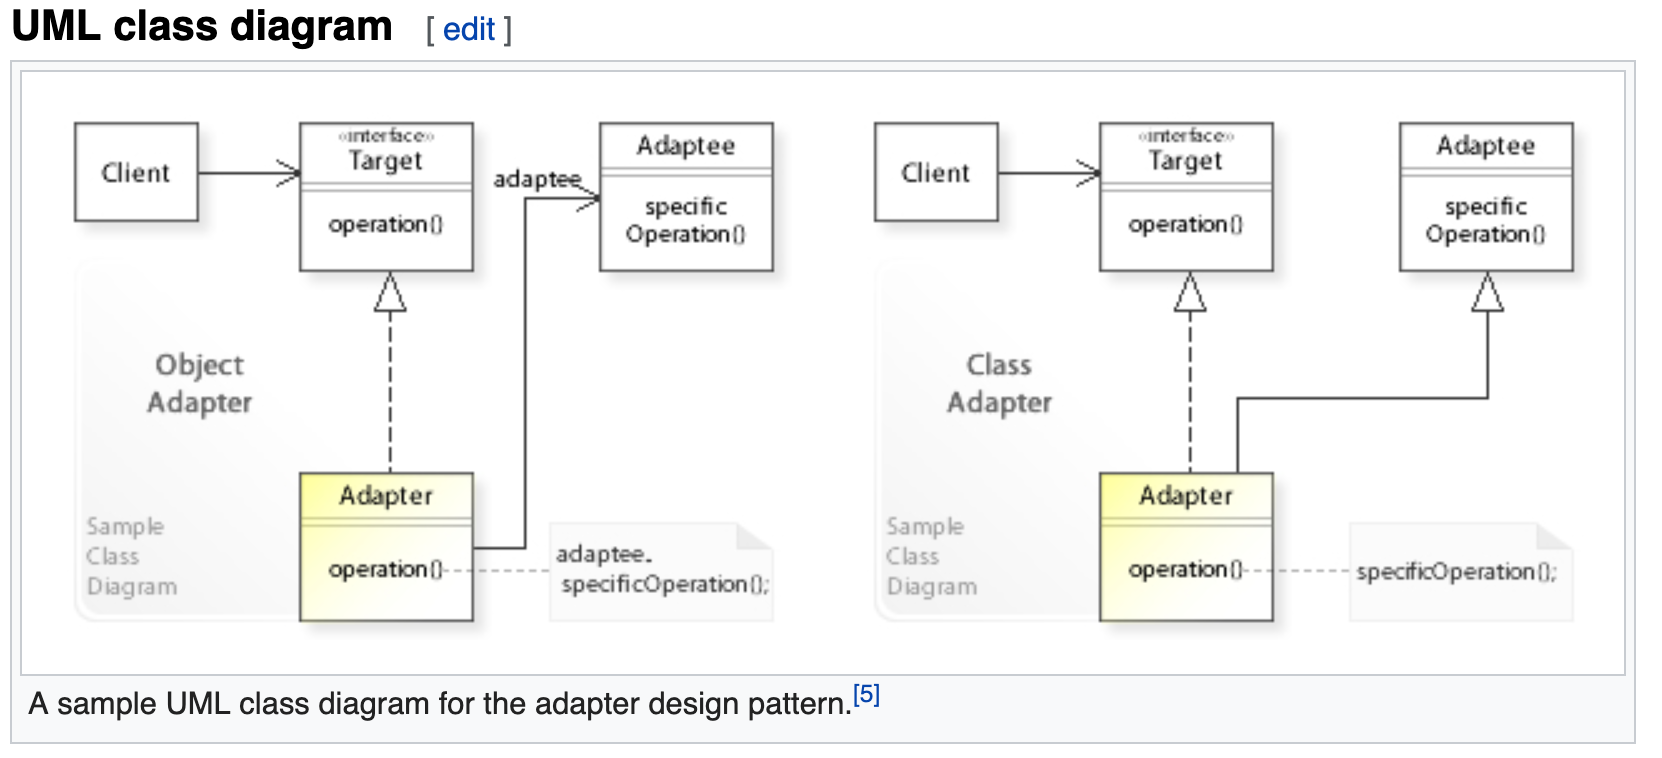 UML class diagram [ edit ]
Client
«interface»
Target
operation()
adaptee
Adaptee
specific
Operation()
Object
Adapter
Sample
Class
Diagram
Adapter
operation()
adaptee.
specificOperation();
Client
«interface»
Target
operation()
Adaptee
specific
Operation()
Class
Adapter
Sample
Class
Diagram
Adapter
operation()
specificOperation();
A sample UML class diagram for the adapter design pattern.[5]